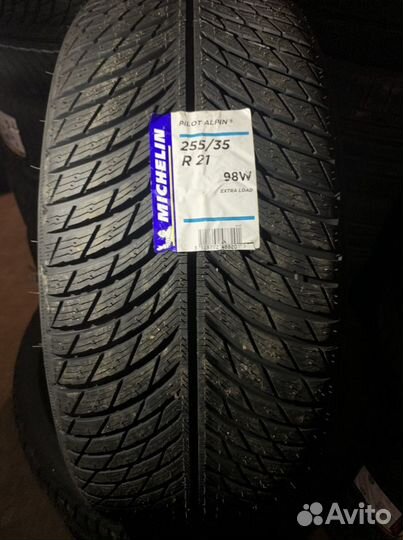 MICHELIN
PILOT ALPIN 5
255/35
R 21
98W
EXTRA LOAD
Avito